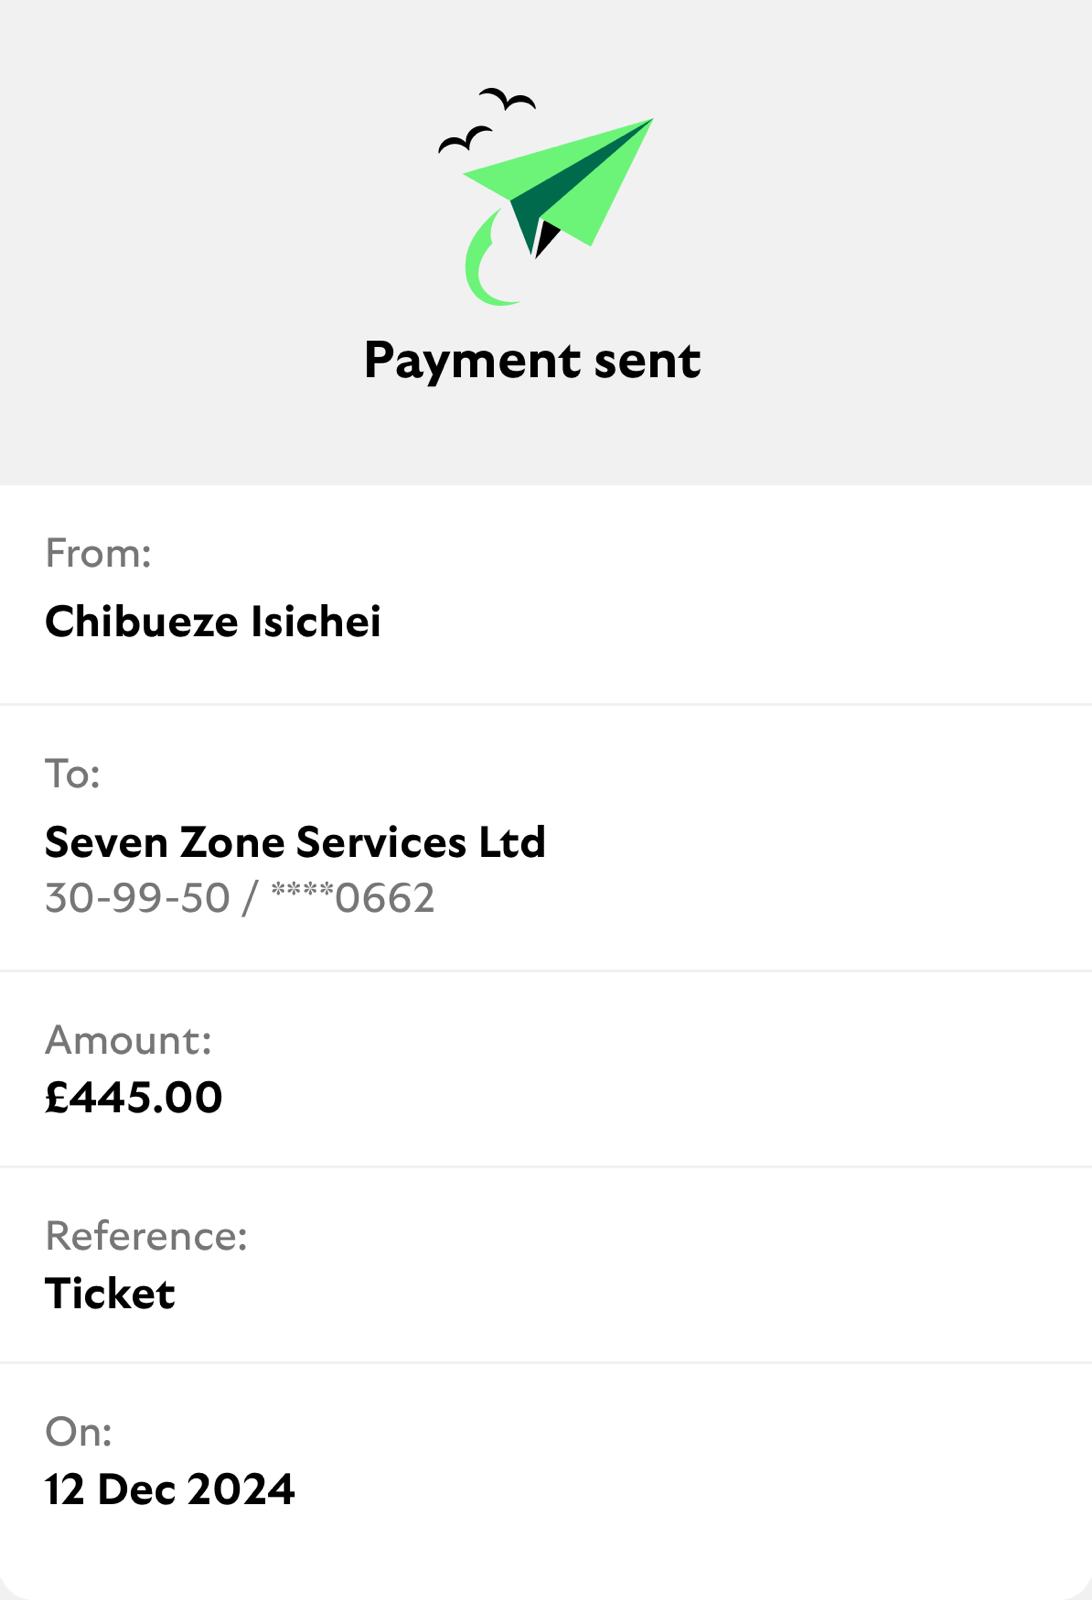 Payment sent
From:
Chibueze Isichei
To:
Seven Zone Services Ltd
30-99-50 / ****0662
Amount:
£445.00
Reference:
Ticket
On:
12 Dec 2024